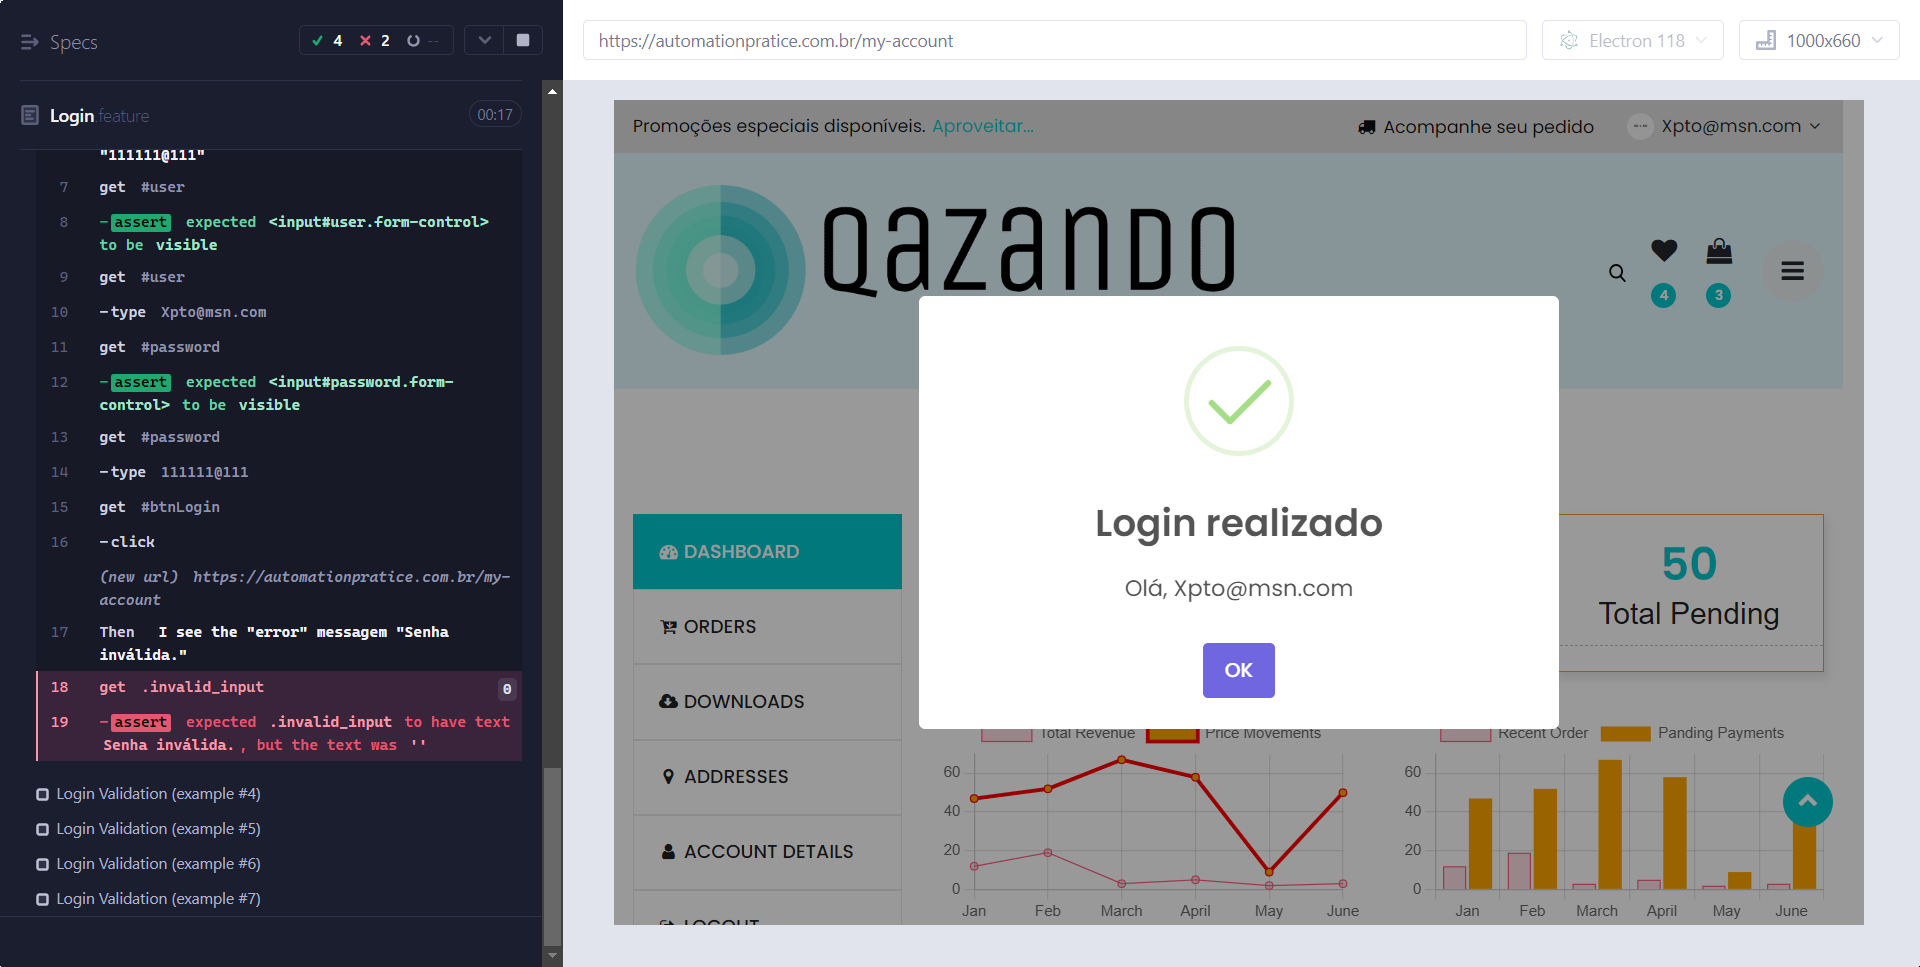 Specs
4 2 --
https://automationpratice.com.br/my-account
Electron 118
1000x660
Login feature
00:17
"111111@111"
7 get #user
8 -assert expected <input#user.form-control>
to be visible
9 get #user
10 -type Xpto@msn.com
11 get #password
12 -assert expected <input#password.form-
control> to be visible
13 get #password
14 -type 111111@111
15 get #btnLogin
16 -click
(new url) https://automationpratice.com.br/my-
account
17 Then I see the "error" messagem "Senha
inválida."
18 get .invalid_input 0
19 -assert expected .invalid_input to have text
Senha inválida., but the text was ''
Login Validation (example #4)
Login Validation (example #5)
Login Validation (example #6)
Login Validation (example #7)
Promoções especiais disponíveis. Aproveitar...
Acompanhe seu pedido
Xpto@msn.com
QAZANDO
4 3
Login realizado
Olá, Xpto@msn.com
OK
DASHBOARD
ORDERS
DOWNLOADS
ADDRESSES
ACCOUNT DETAILS
LOGOUT
50
Total Pending
Total Revenue Price Movements
60
40
20
0
Jan Feb March April May June
Recent Order Panding Payments
60
40
20
0
Jan Feb March April May June